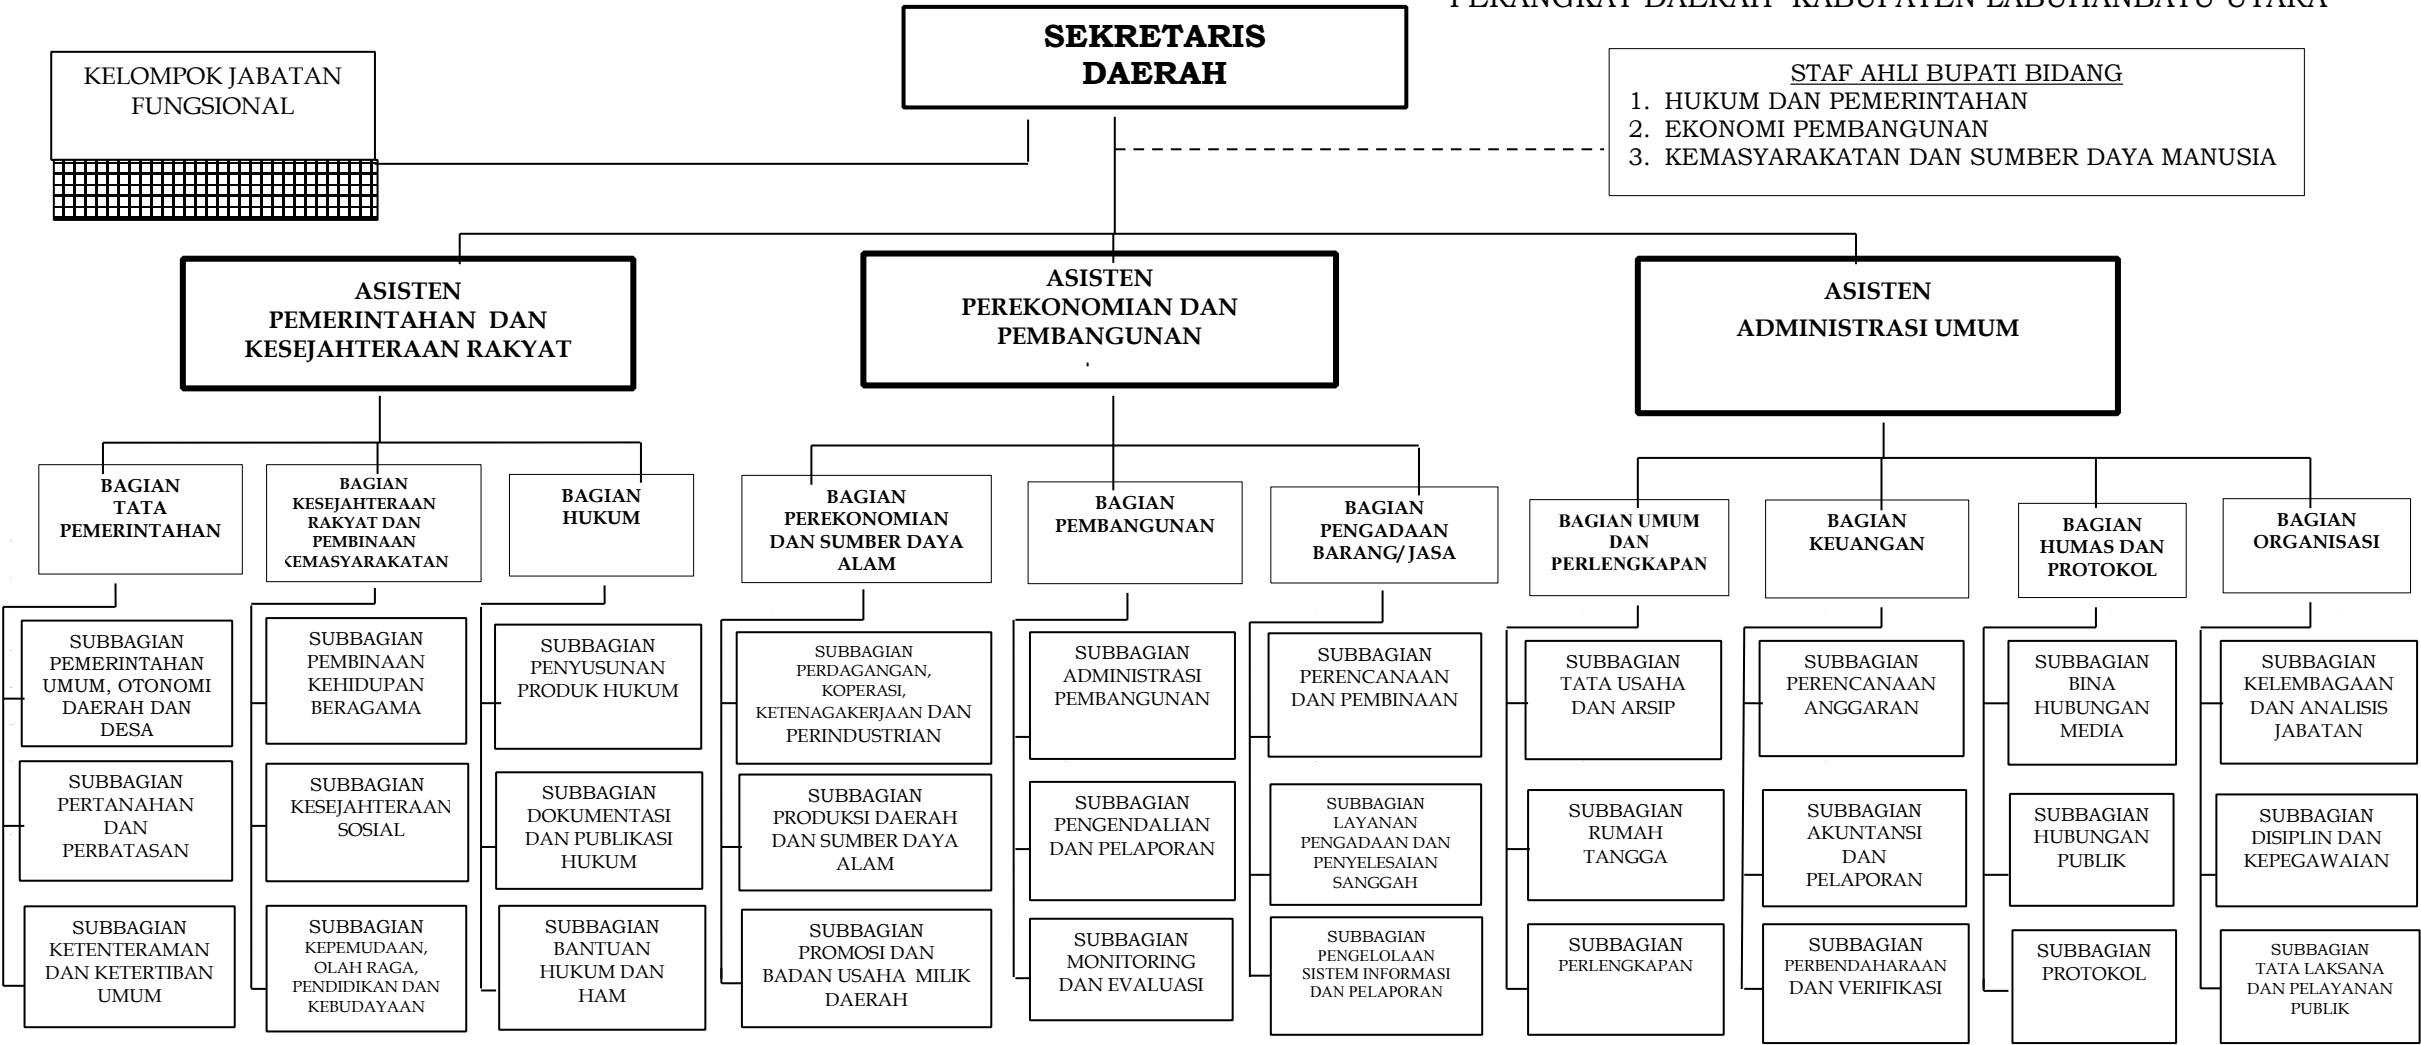 PERANGKAT DAERAH KABUPATEN LABUHANBATU UTARA
SEKRETARIS
DAERAH
KELOMPOK JABATAN
FUNGSIONAL
STAF AHLI BUPATI BIDANG
1. HUKUM DAN PEMERINTAHAN
2. EKONOMI PEMBANGUNAN
3. KEMASYARAKATAN DAN SUMBER DAYA MANUSIA
ASISTEN
PEMERINTAHAN DAN
KESEJAHTERAAN RAKYAT
ASISTEN
PEREKONOMIAN DAN
PEMBANGUNAN
ASISTEN
ADMINISTRASI UMUM
BAGIAN
TATA
PEMERINTAHAN
BAGIAN
KESEJAHTERAAN
RAKYAT DAN
PEMBINAAN
KEMASYARAKATAN
BAGIAN
HUKUM
BAGIAN
PEREKONOMIAN
DAN SUMBER DAYA
ALAM
BAGIAN
PEMBANGUNAN
BAGIAN
PENGADAAN
BARANG/JASA
BAGIAN UMUM
DAN
PERLENGKAPAN
BAGIAN
KEUANGAN
BAGIAN
HUMAS DAN
PROTOKOL
BAGIAN
ORGANISASI
SUBBAGIAN
PEMERINTAHAN
UMUM, OTONOMI
DAERAH DAN
DESA
SUBBAGIAN
PEMBINAAN
KEHIDUPAN
BERAGAMA
SUBBAGIAN
PENYUSUNAN
PRODUK HUKUM
SUBBAGIAN
PERDAGANGAN,
KOPERASI,
KETENAGAKERJAAN DAN
PERINDUSTRIAN
SUBBAGIAN
ADMINISTRASI
PEMBANGUNAN
SUBBAGIAN
PERENCANAAN
DAN PEMBINAAN
SUBBAGIAN
TATA USAHA
DAN ARSIP
SUBBAGIAN
PERENCANAAN
ANGGARAN
SUBBAGIAN
BINA
HUBUNGAN
MEDIA
SUBBAGIAN
KELEMBAGAAN
DAN ANALISIS
JABATAN
SUBBAGIAN
PERTANAHAN
DAN
PERBATASAN
SUBBAGIAN
KESEJAHTERAAN
SOSIAL
SUBBAGIAN
DOKUMENTASI
DAN PUBLIKASI
HUKUM
SUBBAGIAN
PRODUKSI DAERAH
DAN SUMBER DAYA
ALAM
SUBBAGIAN
PENGENDALIAN
DAN PELAPORAN
SUBBAGIAN
LAYANAN
PENGADAAN DAN
PENYELESAIAN
SANGGAH
SUBBAGIAN
RUMAH
TANGGA
SUBBAGIAN
AKUNTANSI
DAN
PELAPORAN
SUBBAGIAN
HUBUNGAN
PUBLIK
SUBBAGIAN
DISIPLIN DAN
KEPEGAWAIAN
SUBBAGIAN
KETENTERAMAN
DAN KETERTIBAN
UMUM
SUBBAGIAN
KEPEMUDAAN,
OLAH RAGA,
PENDIDIKAN DAN
KEBUDAYAAN
SUBBAGIAN
BANTUAN
HUKUM DAN
HAM
SUBBAGIAN
PROMOSI DAN
BADAN USAHA MILIK
DAERAH
SUBBAGIAN
MONITORING
DAN EVALUASI
SUBBAGIAN
PENGELOLAAN
SISTEM INFORMASI
DAN PELAPORAN
SUBBAGIAN
PERLENGKAPAN
SUBBAGIAN
PERBENDAHARAAN
DAN VERIFIKASI
SUBBAGIAN
PROTOKOL
SUBBAGIAN
TATA LAKSANA
DAN PELAYANAN
PUBLIK